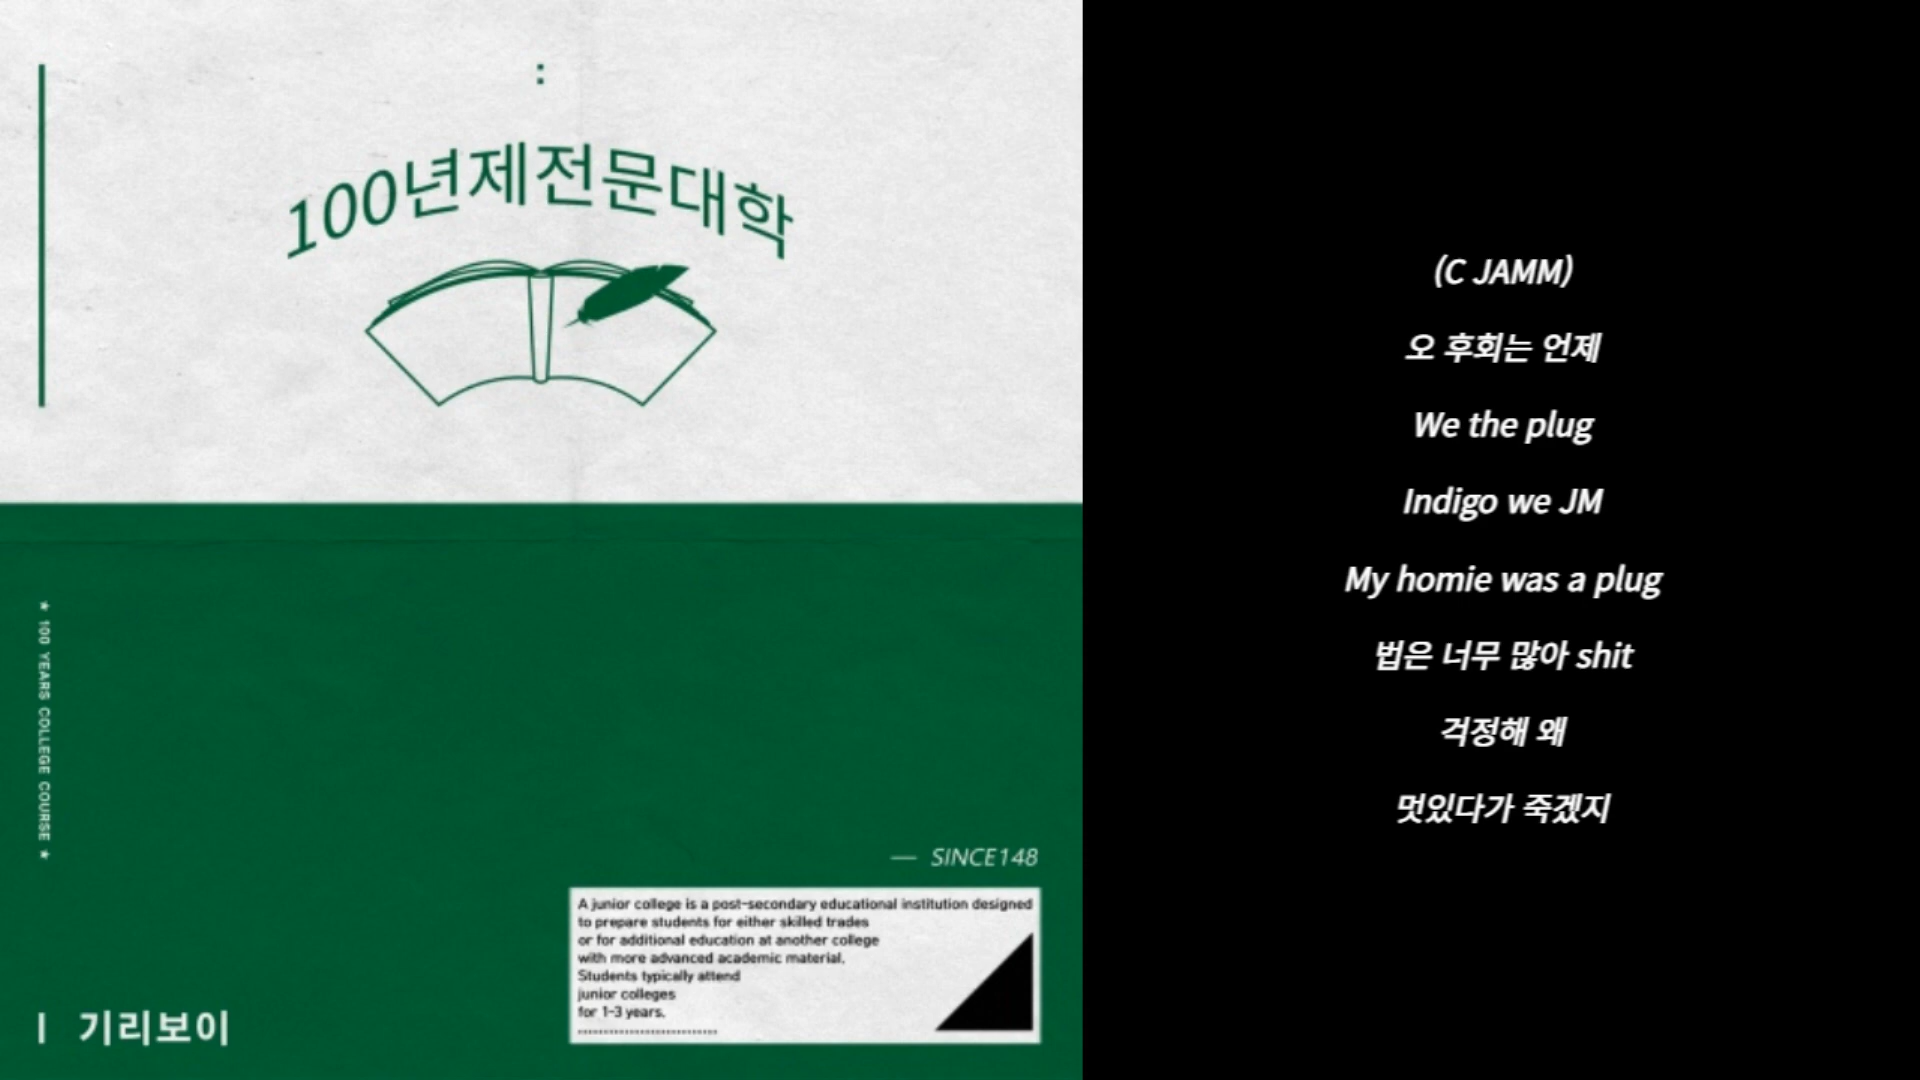 :
100년제전문대학
★ 100 YEARS COLLEGE COURSE ★
— SINCE148
A junior college is a post-secondary educational institution designed
to prepare students for either skilled trades
or for additional education at another college
with more advanced academic material.
Students typically attend
junior colleges
for 1-3 years.
기리보이
(C JAMM)
오 후회는 언제
We the plug
Indigo we JM
My homie was a plug
법은 너무 많아 shit
걱정해 왜
멋있다가 죽겠지